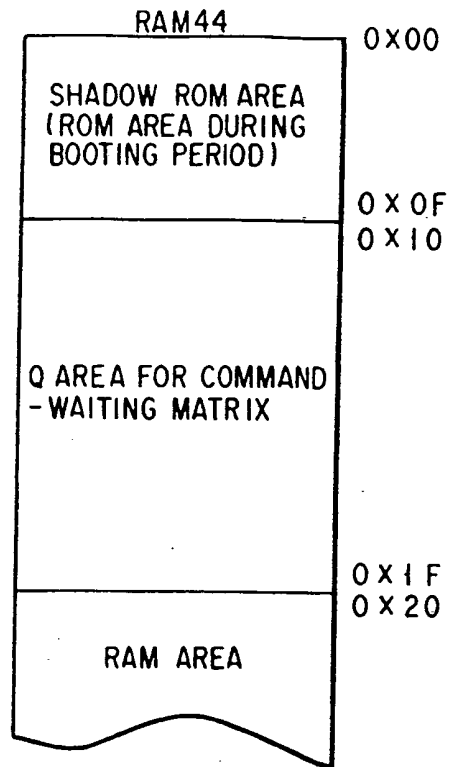 RAM44
0X00
SHADOW ROM AREA
(ROM AREA DURING
BOOTING PERIOD)
0X0F
0X10
Q AREA FOR COMMAND
-WAITING MATRIX
0X1F
0X20
RAM AREA